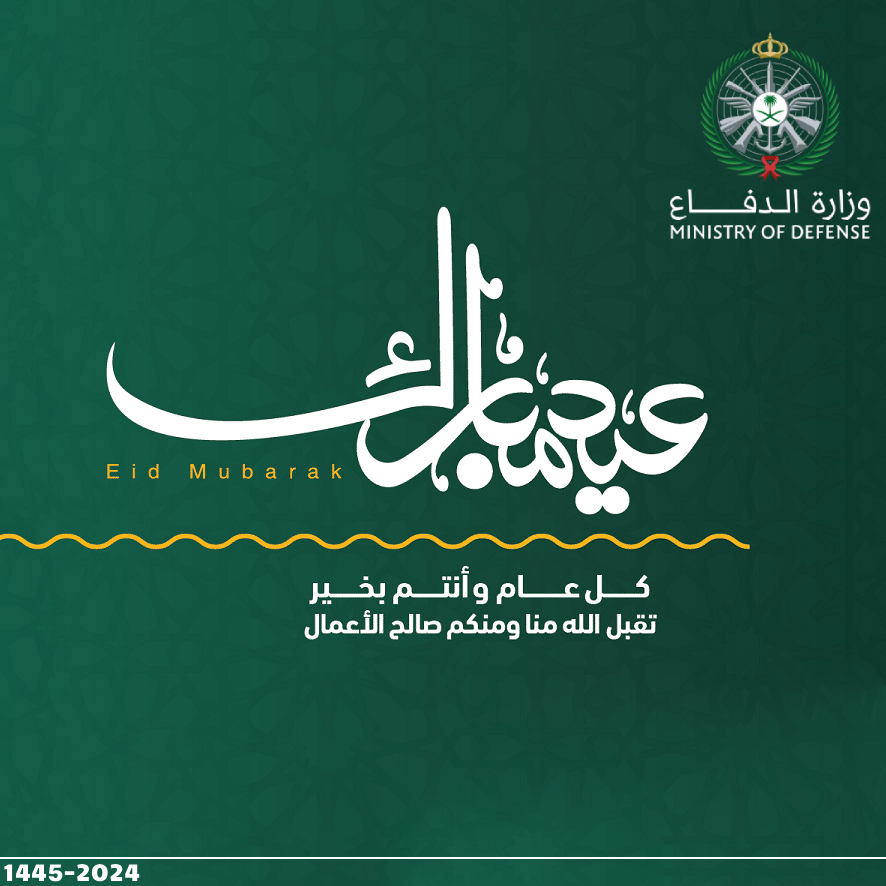 وزارة الدفاع
MINISTRY OF DEFENSE
عيد مبارك
Eid Mubarak
كل عام وأنتم بخير
تقبل الله منا ومنكم صالح الأعمال
1445-2024